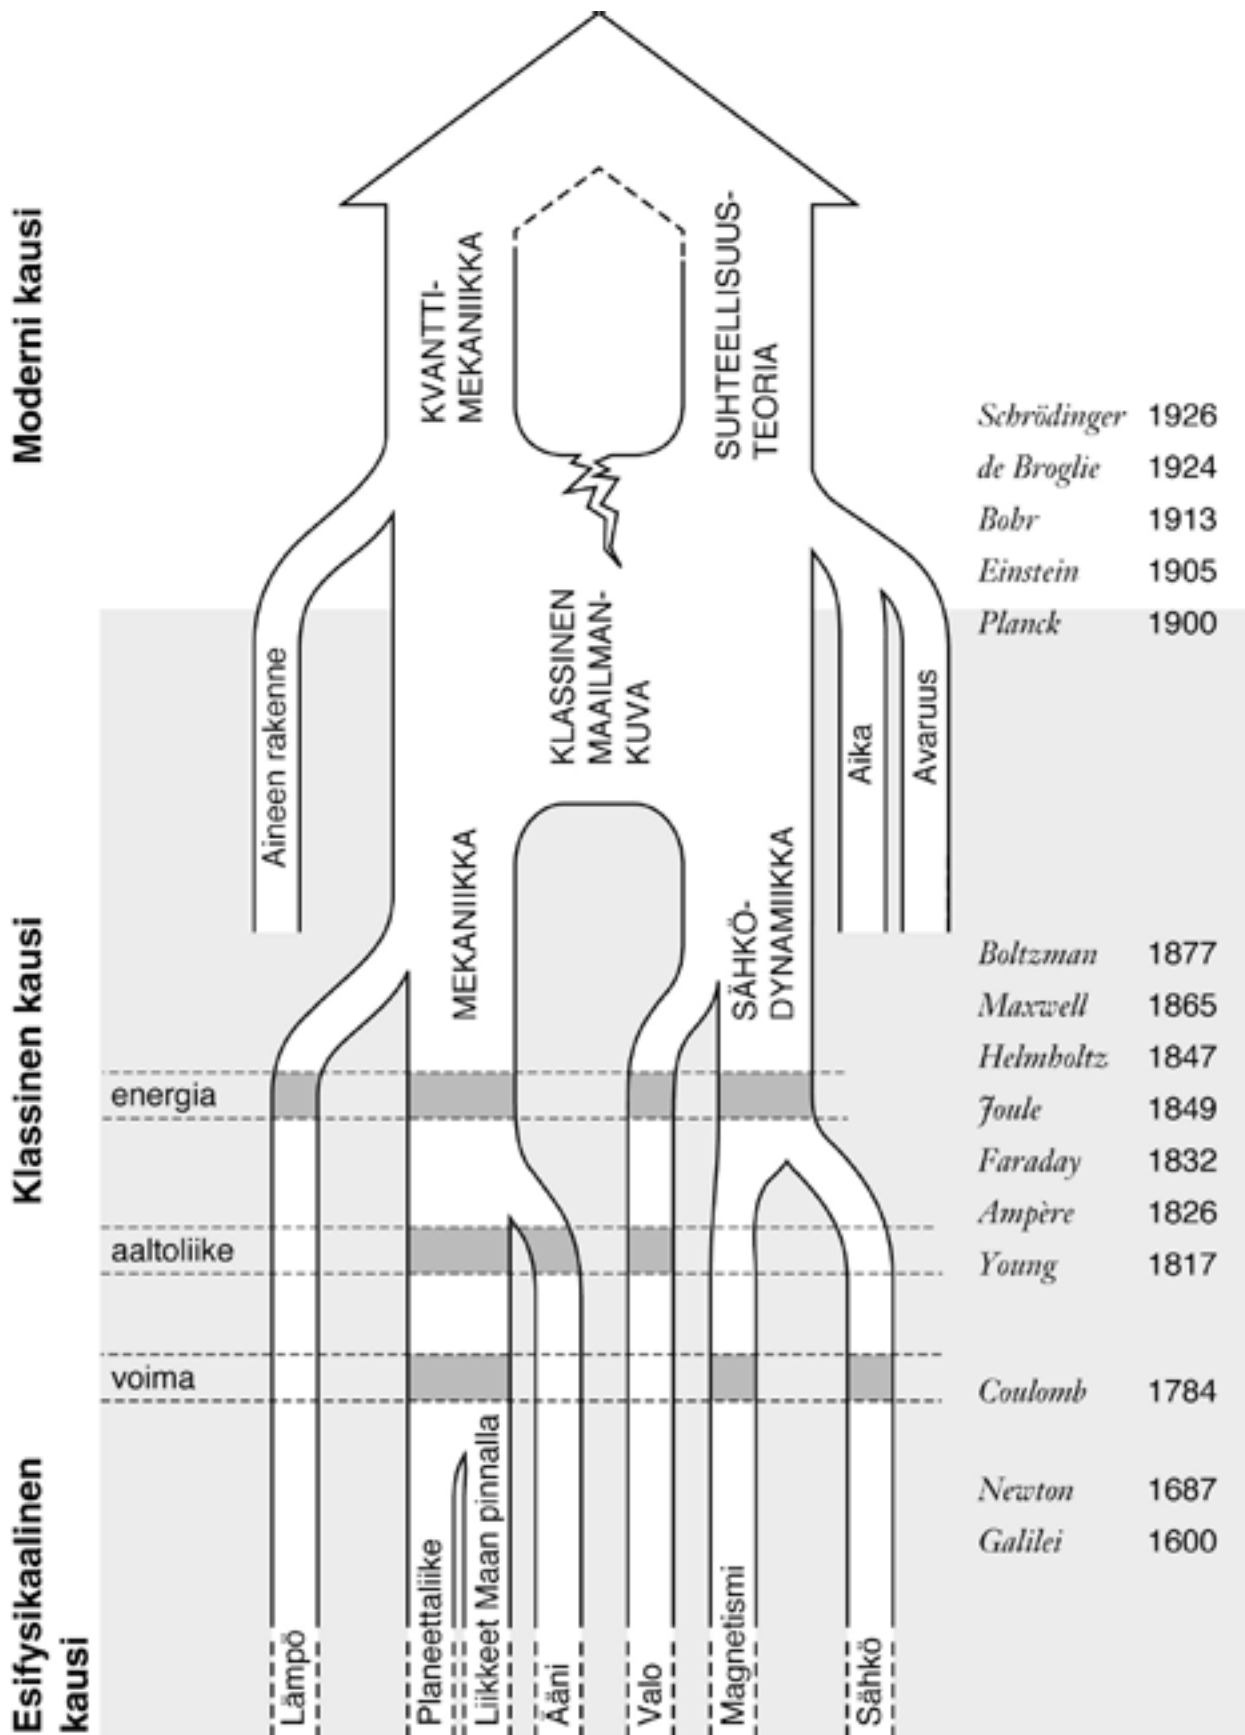 Moderni kausi
KVANTTI-
MEKANIIKKA
SUHTEELLISUUS-
TEORIA
Schrödinger 1926
de Broglie 1924
Bohr 1913
Einstein 1905
Planck 1900
KLASSINEN
MAAILMAN-
KUVA
Aineen rakenne
Aika
Avaruus
Klassinen kausi
MEKANIIKKA
SÄHKÖ-
DYNAMIIKKA
Boltzman 1877
Maxwell 1865
Helmholtz 1847
energia
Joule 1849
Faraday 1832
Ampère 1826
aaltoliike
Young 1817
voima
Coulomb 1784
Newton 1687
Galilei 1600
Esifysikaalinen
kausi
Lämpö
Planeettaliike
Liikkeet Maan pinnalla
Ääni
Valo
Magnetismi
Sähkö